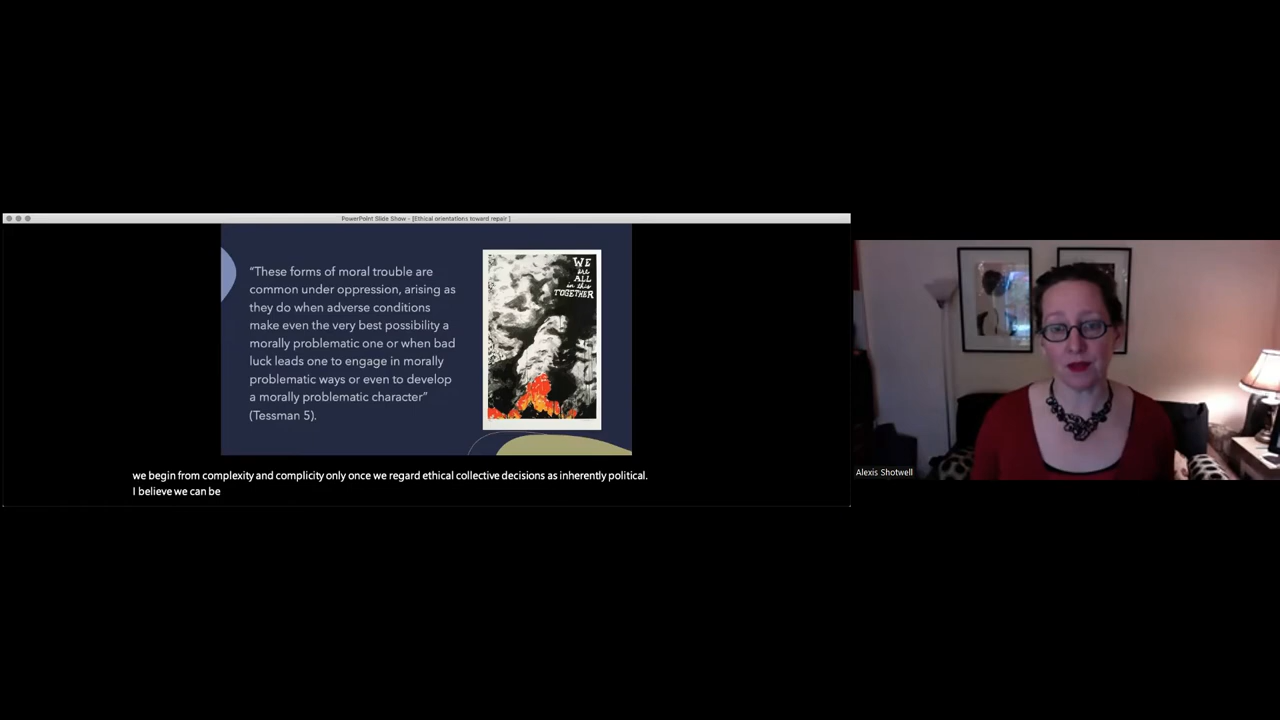 PowerPoint Slide Show - [Ethical orientations toward repair ]
“These forms of moral trouble are
common under oppression, arising as
they do when adverse conditions
make even the very best possibility a
morally problematic one or when bad
luck leads one to engage in morally
problematic ways or even to develop
a morally problematic character”
(Tessman 5).
WE
are
ALL
in this
TOGETHER
we begin from complexity and complicity only once we regard ethical collective decisions as inherently political.
I believe we can be
Alexis Shotwell